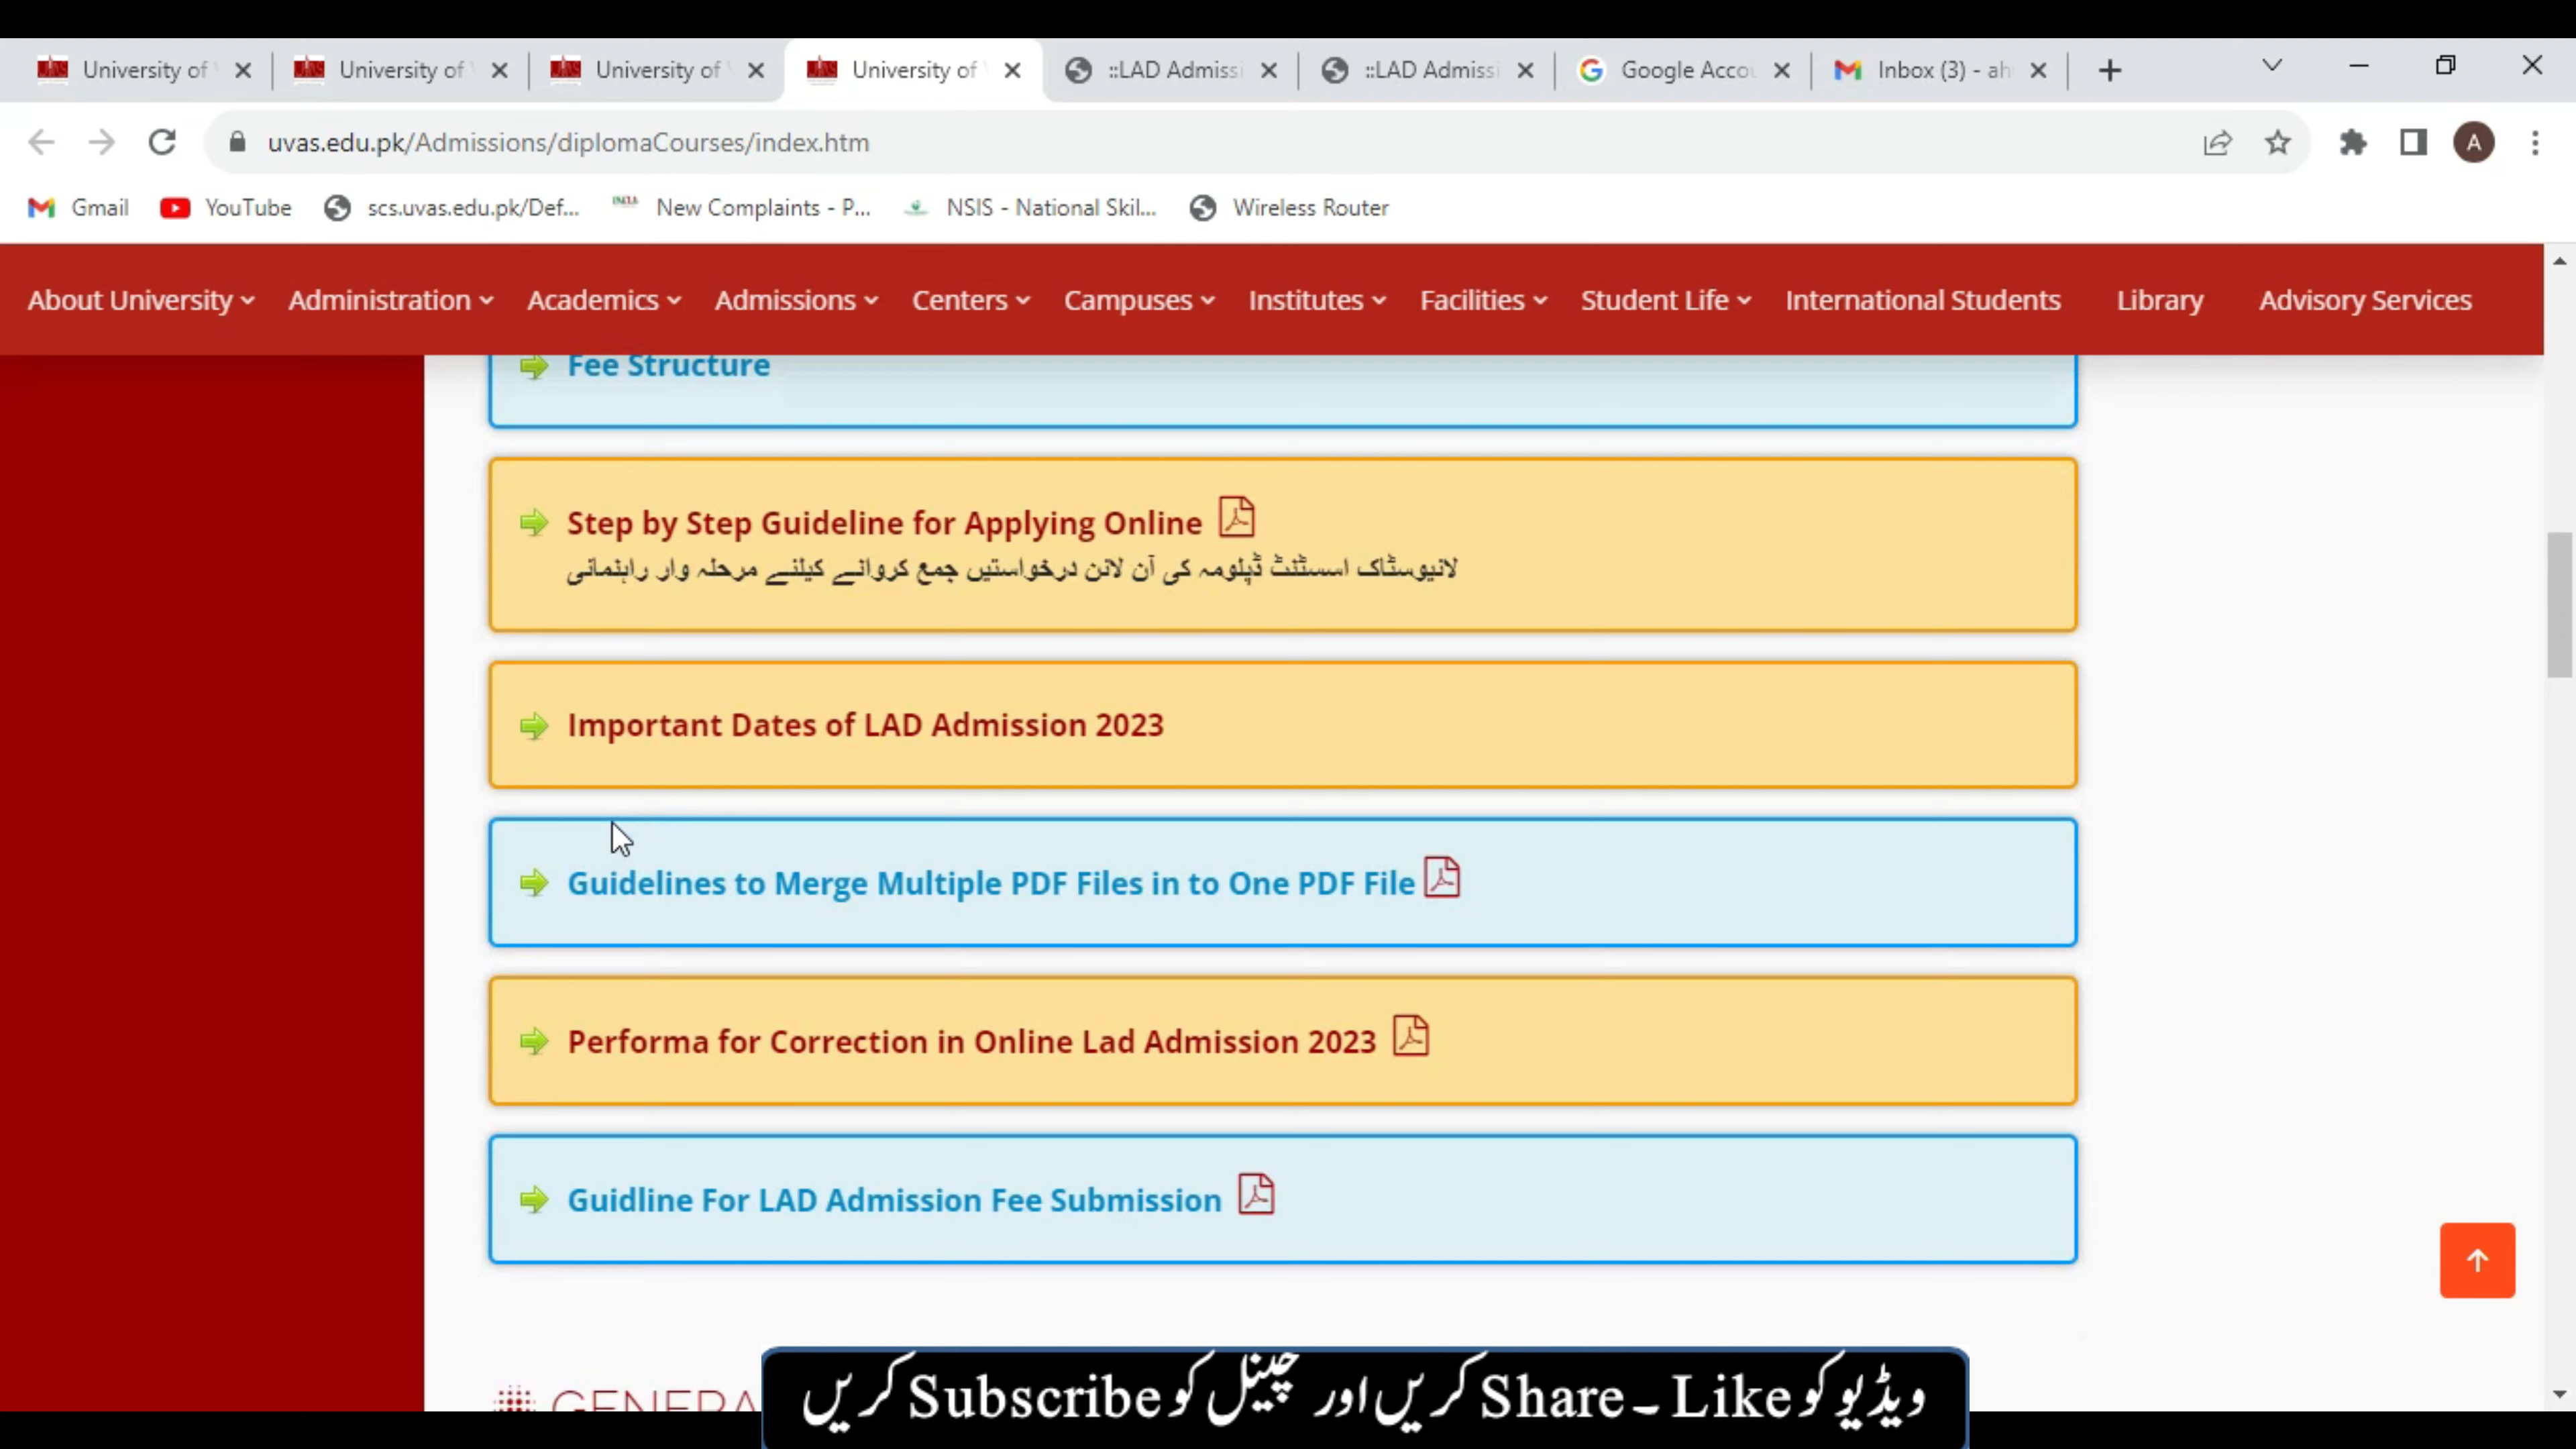 University of
University of
University of
University of
::LAD Admissi
::LAD Admissi
Google Accou
Inbox (3) - ah
uvas.edu.pk/Admissions/diplomaCourses/index.htm
A
Gmail
YouTube
scs.uvas.edu.pk/Def...
New Complaints - P...
NSIS - National Skil...
Wireless Router
About University
Administration
Academics
Admissions
Centers
Campuses
Institutes
Facilities
Student Life
International Students
Library
Advisory Services
Fee Structure
Step by Step Guideline for Applying Online
لائیوسٹاک اسسٹنٹ ڈپلومہ کی آن لائن درخواستیں جمع کروانے کیلئے مرحلہ وار راہنمائی
Important Dates of LAD Admission 2023
Guidelines to Merge Multiple PDF Files in to One PDF File
Performa for Correction in Online Lad Admission 2023
Guidline For LAD Admission Fee Submission
GENERA
ویڈیو کو Like ۔ Share کریں اور چینل کو Subscribe کریں